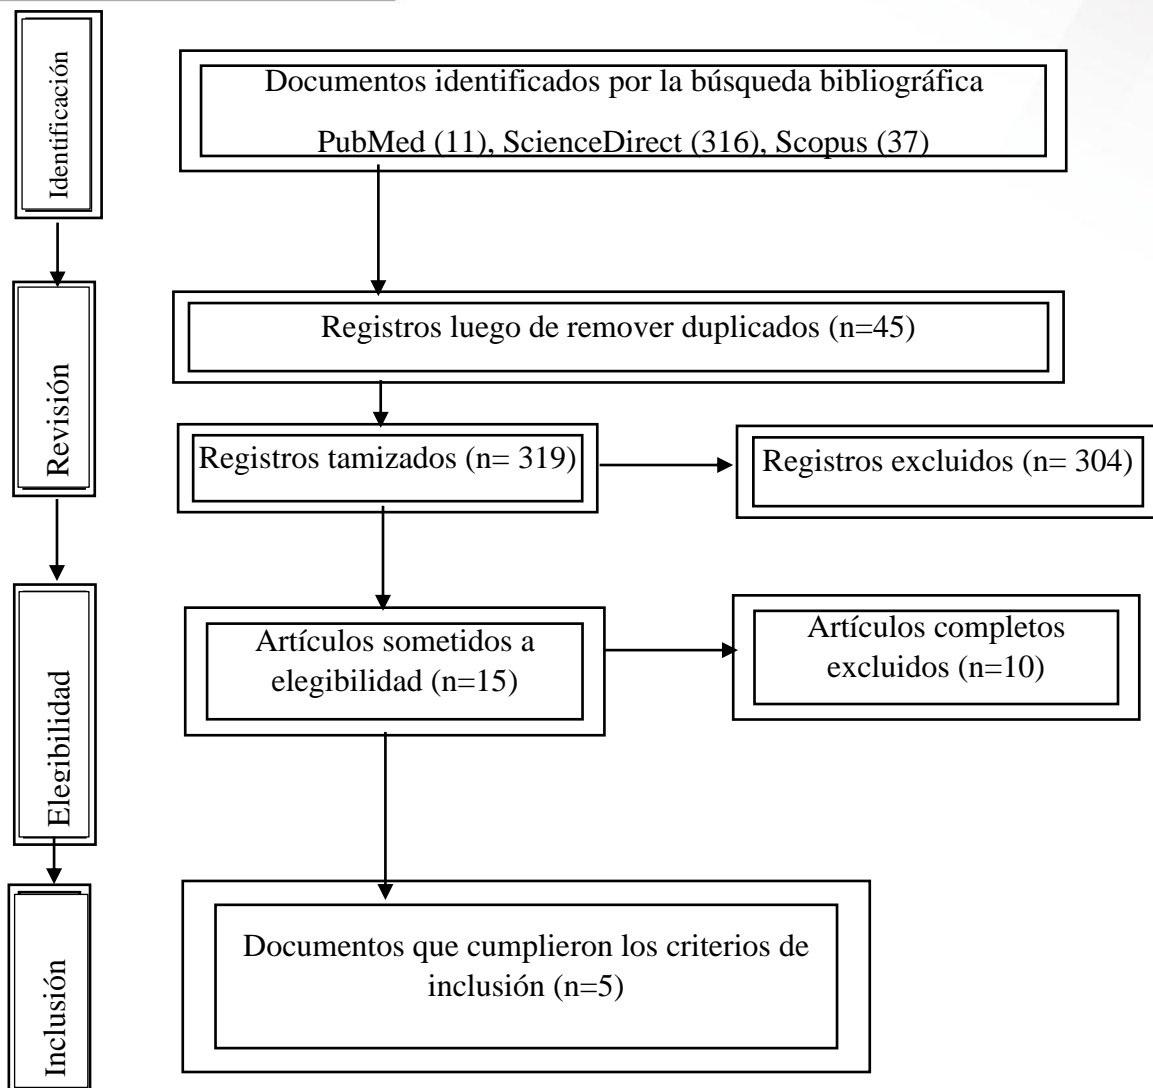 Identificación
Documentos identificados por la búsqueda bibliográfica
PubMed (11), ScienceDirect (316), Scopus (37)
Revisión
Registros luego de remover duplicados (n=45)
Registros tamizados (n= 319)
Registros excluidos (n= 304)
Elegibilidad
Artículos sometidos a
elegibilidad (n=15)
Artículos completos
excluidos (n=10)
Inclusión
Documentos que cumplieron los criterios de
inclusión (n=5)